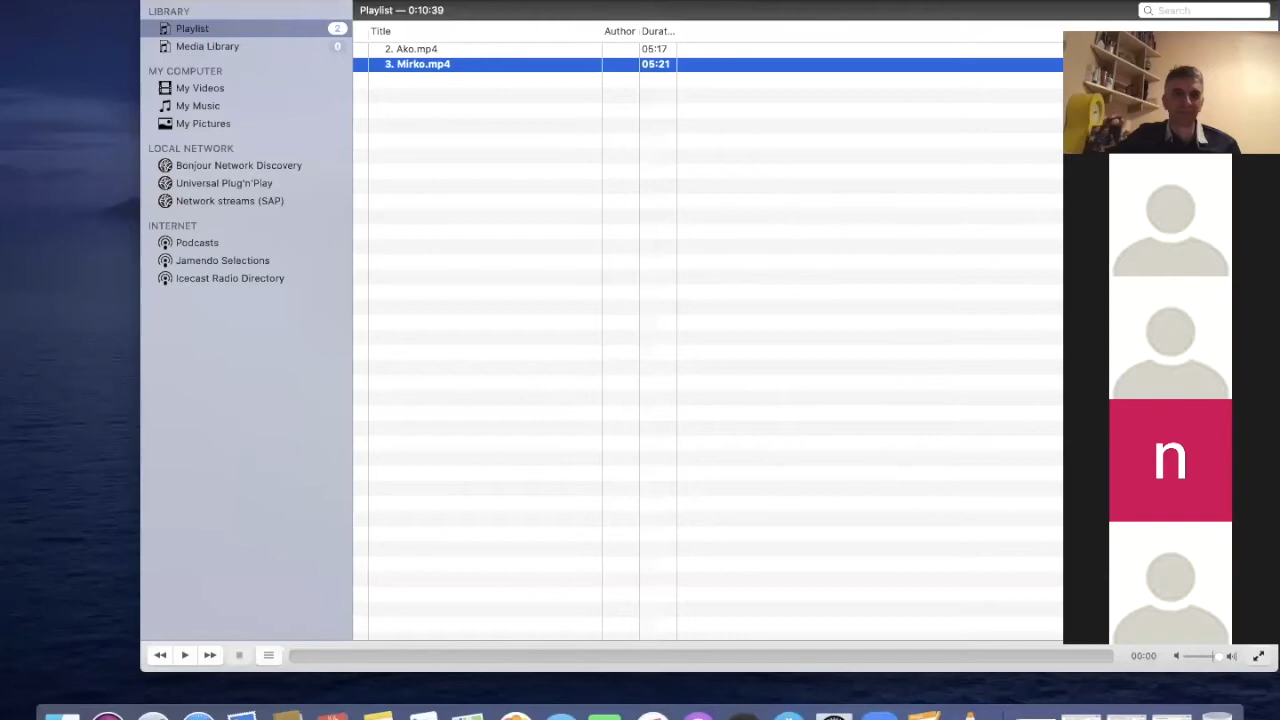 LIBRARY
Playlist 2
Media Library 0
MY COMPUTER
My Videos
My Music
My Pictures
LOCAL NETWORK
Bonjour Network Discovery
Universal Plug'n'Play
Network streams (SAP)
INTERNET
Podcasts
Jamendo Selections
Icecast Radio Directory
Playlist — 0:10:39
Search
Title Author Durat...
2. Ako.mp4 05:17
3. Mirko.mp4 05:21
n
00:00